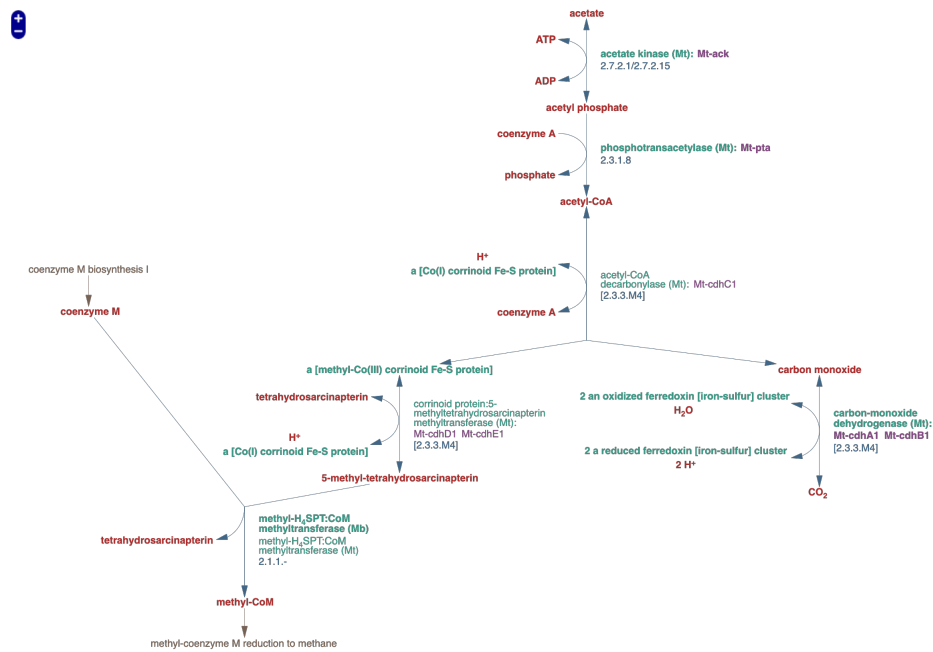 +
−
acetate
ATP
acetate kinase (Mt): Mt-ack
2.7.2.1/2.7.2.15
ADP
acetyl phosphate
coenzyme A
phosphotransacetylase (Mt): Mt-pta
2.3.1.8
phosphate
acetyl-CoA
H⁺
a [Co(I) corrinoid Fe-S protein]
acetyl-CoA
decarbonylase (Mt): Mt-cdhC1
[2.3.3.M4]
coenzyme A
coenzyme M biosynthesis I
coenzyme M
a [methyl-Co(III) corrinoid Fe-S protein]
carbon monoxide
tetrahydrosarcinapterin
corrinoid protein:5-
methyltetrahydrosarcinapterin
methyltransferase (Mt):
Mt-cdhD1 Mt-cdhE1
[2.3.3.M4]
H⁺
a [Co(I) corrinoid Fe-S protein]
2 an oxidized ferredoxin [iron-sulfur] cluster
H₂O
carbon-monoxide
dehydrogenase (Mt):
Mt-cdhA1 Mt-cdhB1
[2.3.3.M4]
2 a reduced ferredoxin [iron-sulfur] cluster
2 H⁺
5-methyl-tetrahydrosarcinapterin
CO₂
methyl-H₄SPT:CoM
methyltransferase (Mb)
methyl-H₄SPT:CoM
methyltransferase (Mt)
2.1.1.-
tetrahydrosarcinapterin
methyl-CoM
methyl-coenzyme M reduction to methane